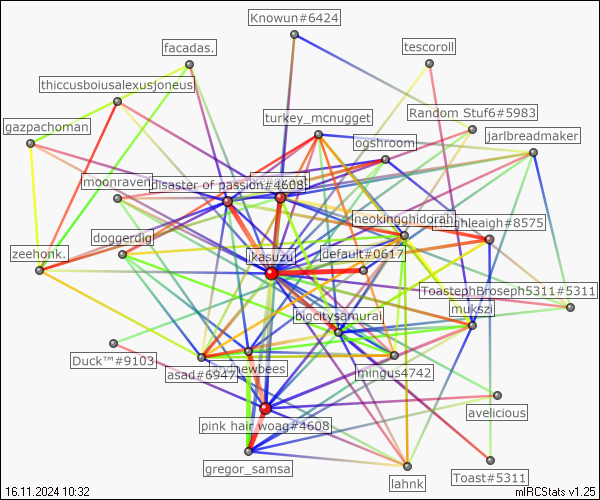 Knowun#6424
facadas.
tescoroll
thiccusboiusalexusjoneus
Random Stuf6#5983
turkey_mcnugget
gazpachoman
jarlbreadmaker
ogshroom
moonraven
disaster of passion#4608
neokingghidorah
#8575
doggerdig
zeehonk.
ikasuzu
default#0617
ToastephBroseph5311#5311
bigcitysamurai
mukszi
Duck™#9103
asad#6947
newbees
mingus4742
avelicious
pink hair woag#4608
gregor_samsa
lahnk
Toast#5311
16.11.2024 10:32
mIRCStats v1.25